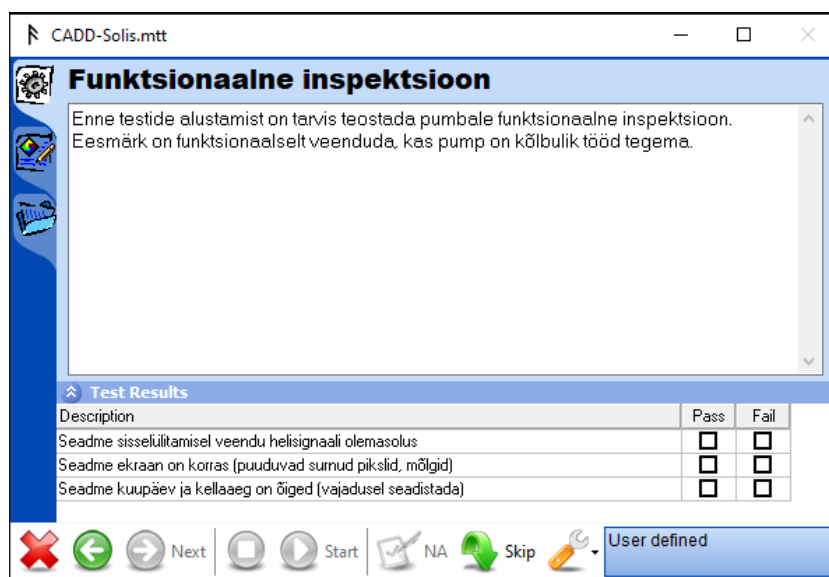 CADD-Solis.mtt
Funktsionaalne inspektsioon
Enne testide alustamist on tarvis teostada pumbale funktsionaalne inspektsioon.
Eesmärk on funktsionaalselt veenduda, kas pump on kõlbulik tööd tegema.
Test Results
Description Pass Fail
Seadme sisselülitamisel veendu helisignaali olemasolus
Seadme ekraan on korras (puuduvad surnud pikslid, mõlgid)
Seadme kuupäev ja kellaaeg on õiged (vajadusel seadistada)
Next Start NA Skip User defined